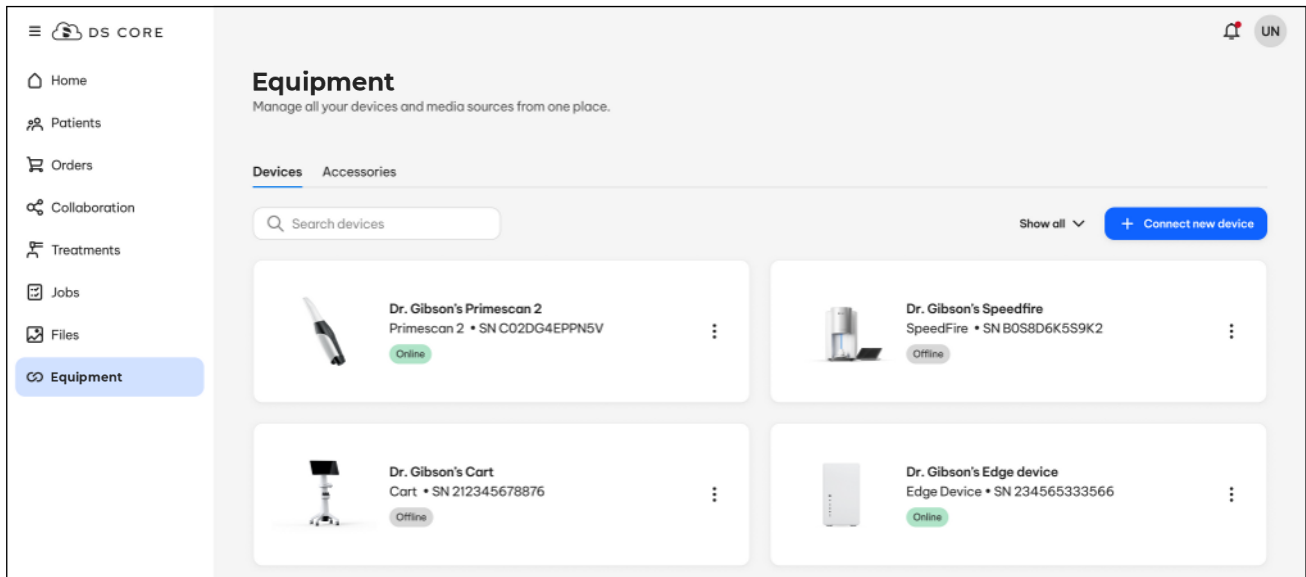 DS CORE
UN
Home
Patients
Orders
Collaboration
Treatments
Jobs
Files
Equipment
Equipment
Manage all your devices and media sources from one place.
Devices Accessories
Search devices
Show all
+ Connect new device
Dr. Gibson's Primescan 2
Primescan 2 • SN C02DG4EPPN5V
Online
Dr. Gibson's Speedfire
SpeedFire • SN B0S8D6K5S9K2
Offline
Dr. Gibson's Cart
Cart • SN 212345678876
Offline
Dr. Gibson's Edge device
Edge Device • SN 234565333566
Online